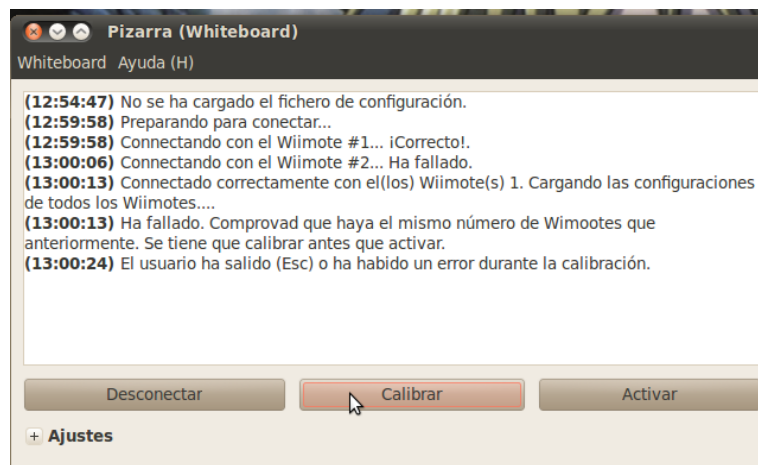 Pizarra (Whiteboard)
Whiteboard Ayuda (H)
(12:54:47) No se ha cargado el fichero de configuración.
(12:59:58) Preparando para conectar...
(12:59:58) Connectando con el Wiimote #1... ¡Correcto!.
(13:00:06) Connectando con el Wiimote #2... Ha fallado.
(13:00:13) Connectado correctamente con el(los) Wiimote(s) 1. Cargando las configuraciones
de todos los Wiimotes....
(13:00:13) Ha fallado. Comprovad que haya el mismo número de Wimootes que
anteriormente. Se tiene que calibrar antes que activar.
(13:00:24) El usuario ha salido (Esc) o ha habido un error durante la calibración.
Desconectar Calibrar Activar
+ Ajustes